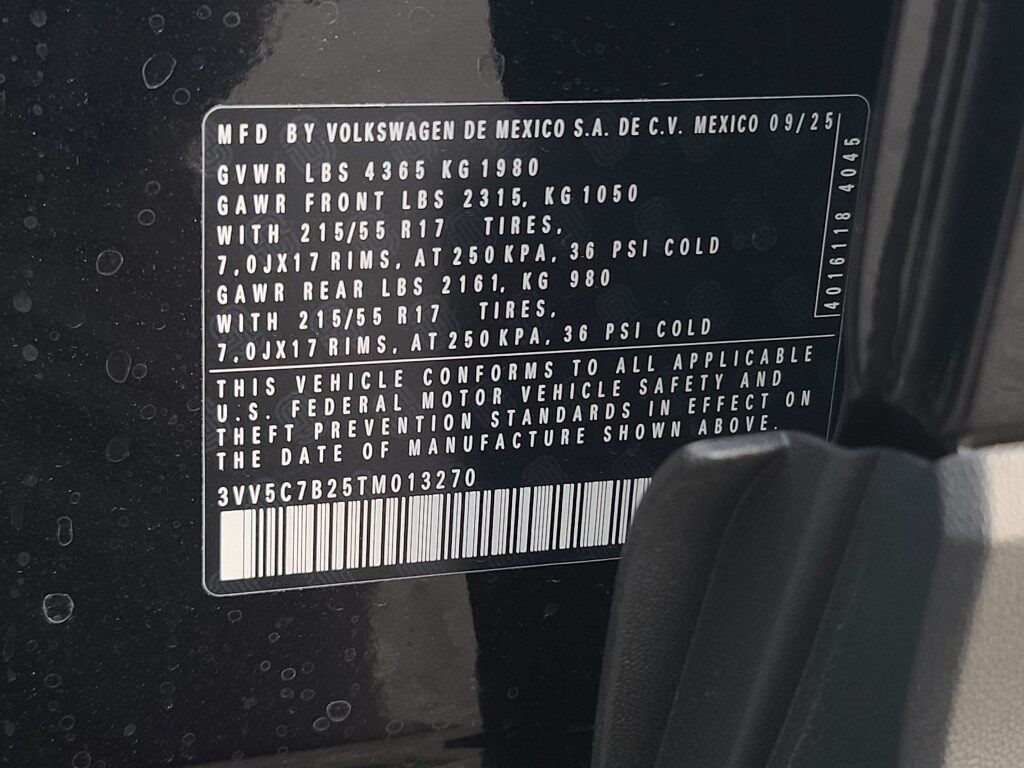 MFD BY VOLKSWAGEN DE MEXICO S.A. DE C.V. MEXICO 09/25
GVWR LBS 4365 KG 1980
GAWR FRONT LBS 2315, KG 1050
WITH 215/55 R17 TIRES,
7,0JX17 RIMS, AT 250 KPA, 36 PSI COLD
GAWR REAR LBS 2161, KG 980
WITH 215/55 R17 TIRES,
7,0JX17 RIMS, AT 250 KPA, 36 PSI COLD
4016118 4045
THIS VEHICLE CONFORMS TO ALL APPLICABLE
U.S. FEDERAL MOTOR VEHICLE SAFETY AND
THEFT PREVENTION STANDARDS IN EFFECT ON
THE DATE OF MANUFACTURE SHOWN ABOVE.
3VV5C7B25TM013270